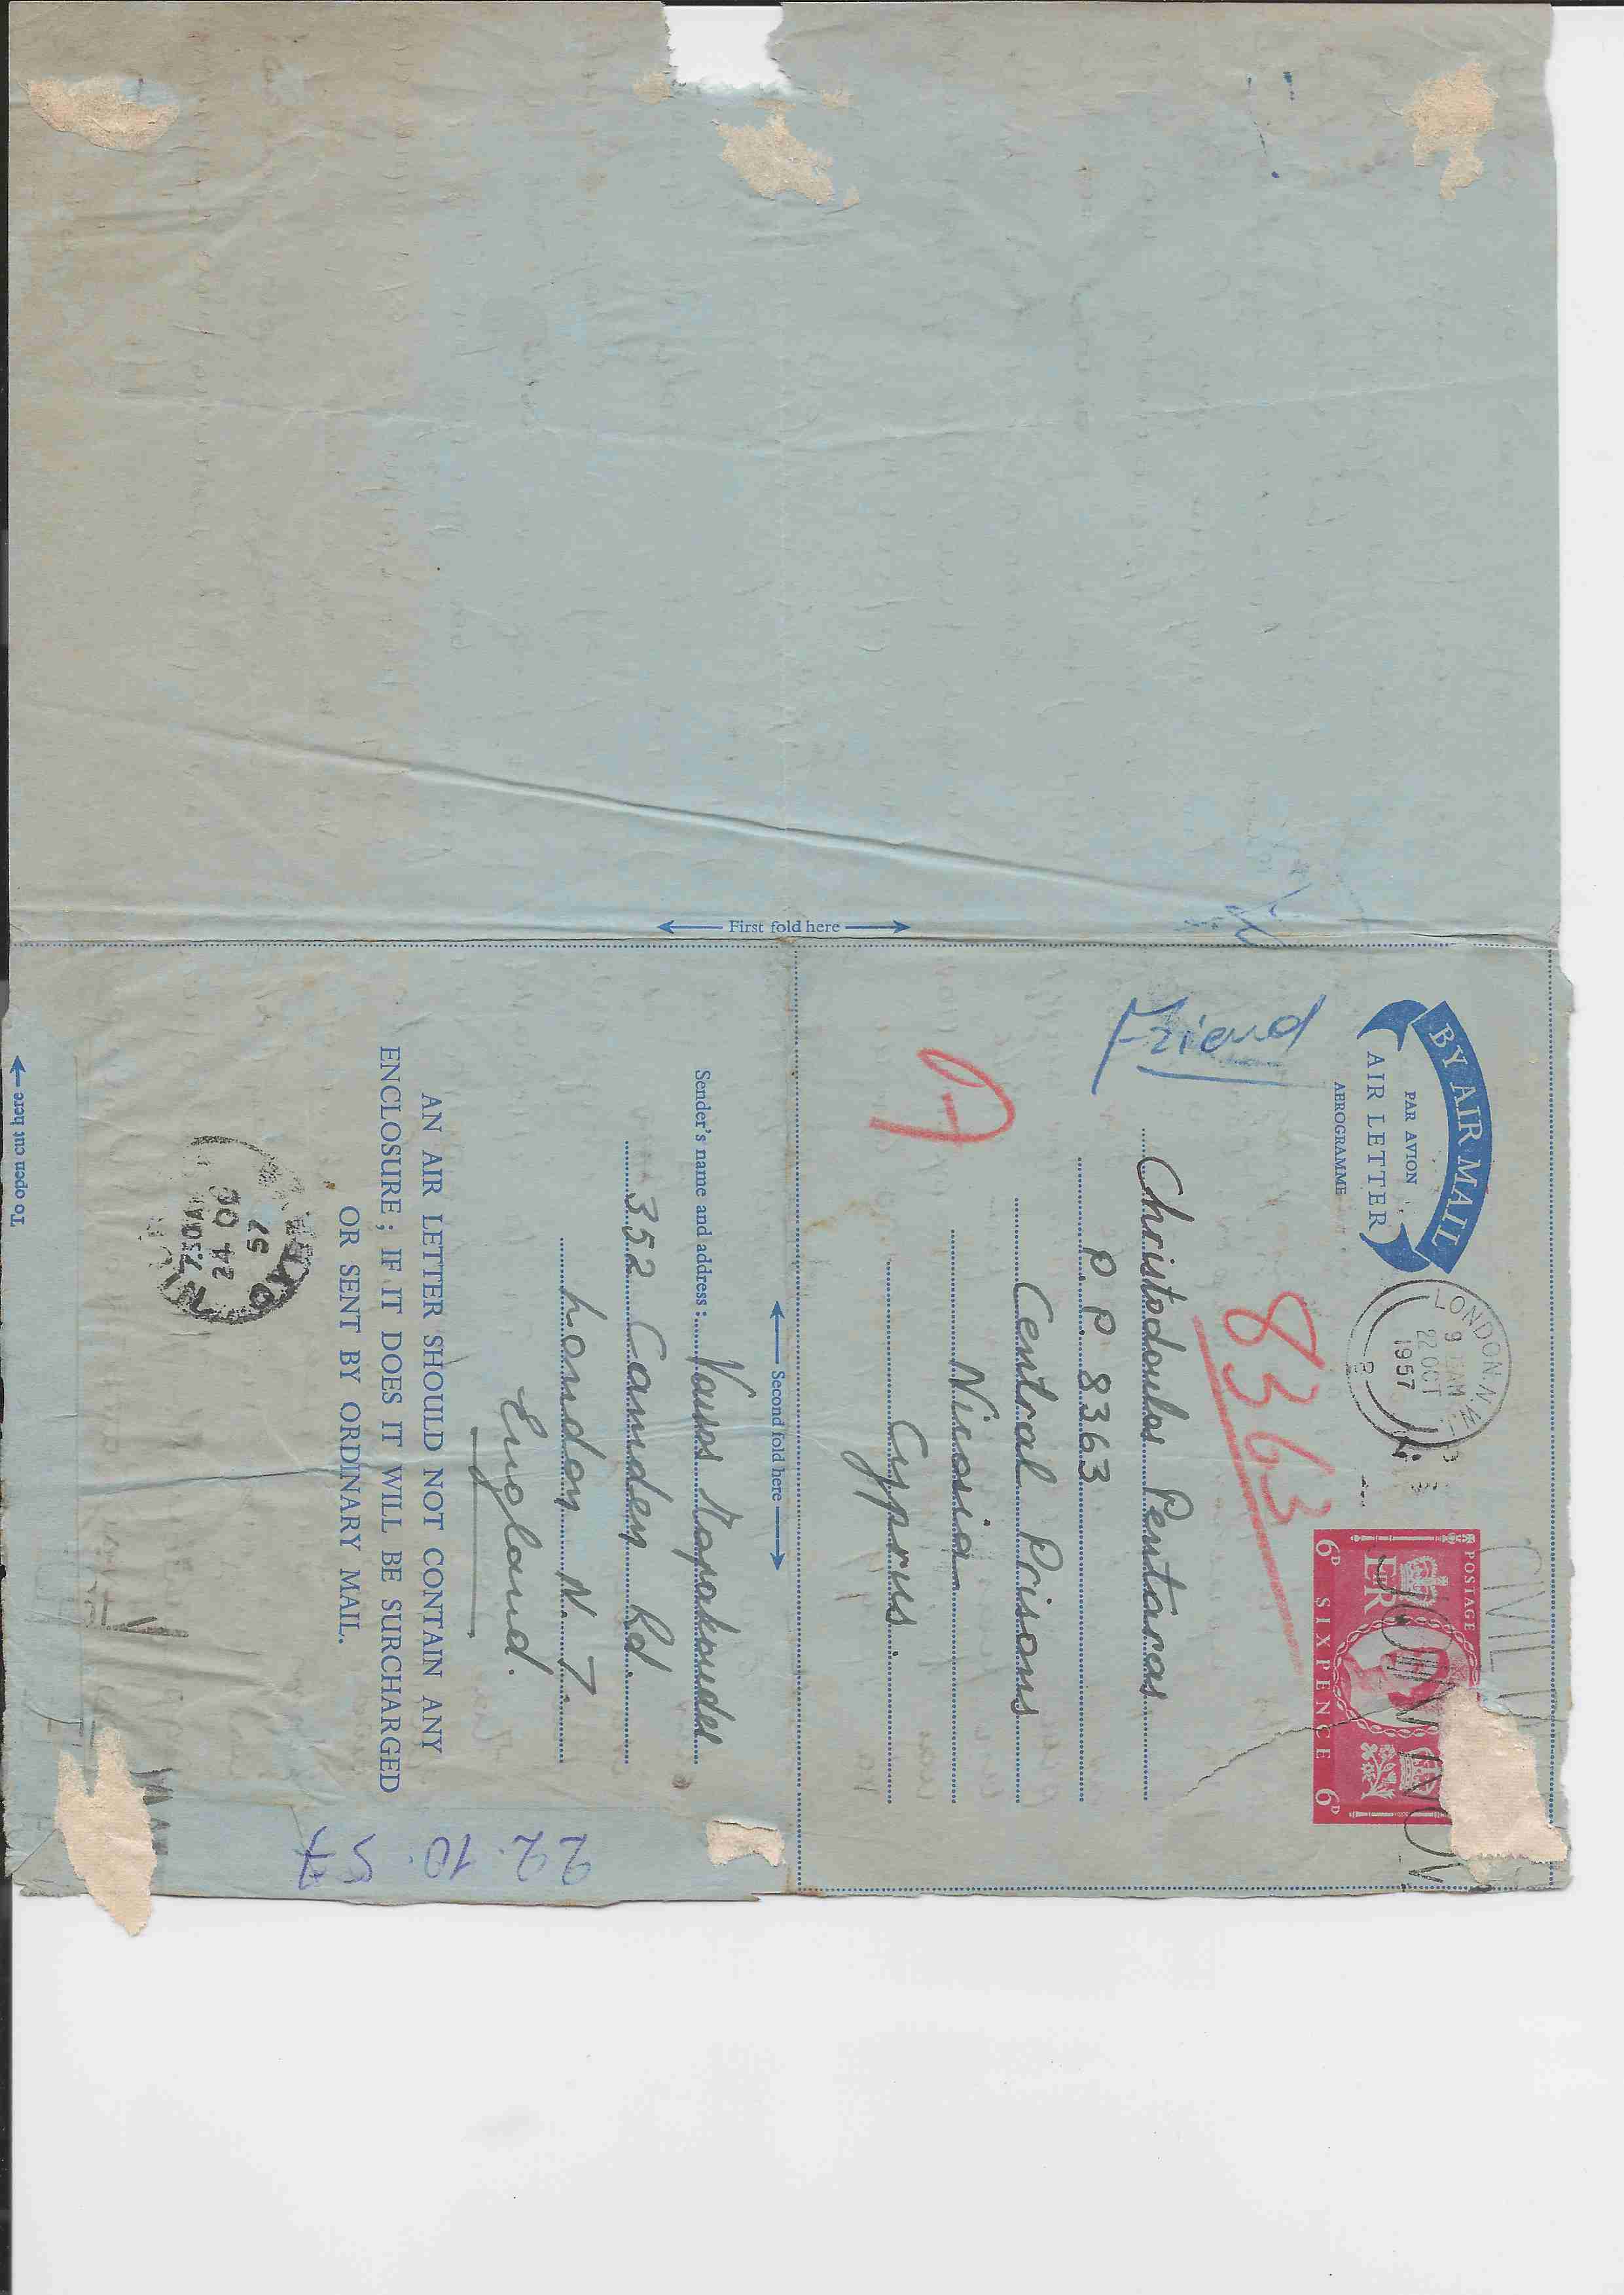 First fold here
BY AIR MAIL
PAR AVION
AIR LETTER
AEROGRAMME
LONDON. N.W.
9 AM
22 OCT
1957
POSTAGE
ER
6D SIXPENCE 6D
CIVIL
Friend
8363
Christodoulos Pentaras
P. P. 8363
Central Prisons
Nicosia
Cyprus.
Second fold here
Sender's name and address:
352 Camden Rd.
London N. 7.
England.
AN AIR LETTER SHOULD NOT CONTAIN ANY
ENCLOSURE; IF IT DOES IT WILL BE SURCHARGED
OR SENT BY ORDINARY MAIL.
7.30 AM
24 OC
57
22.10.57
To open cut here